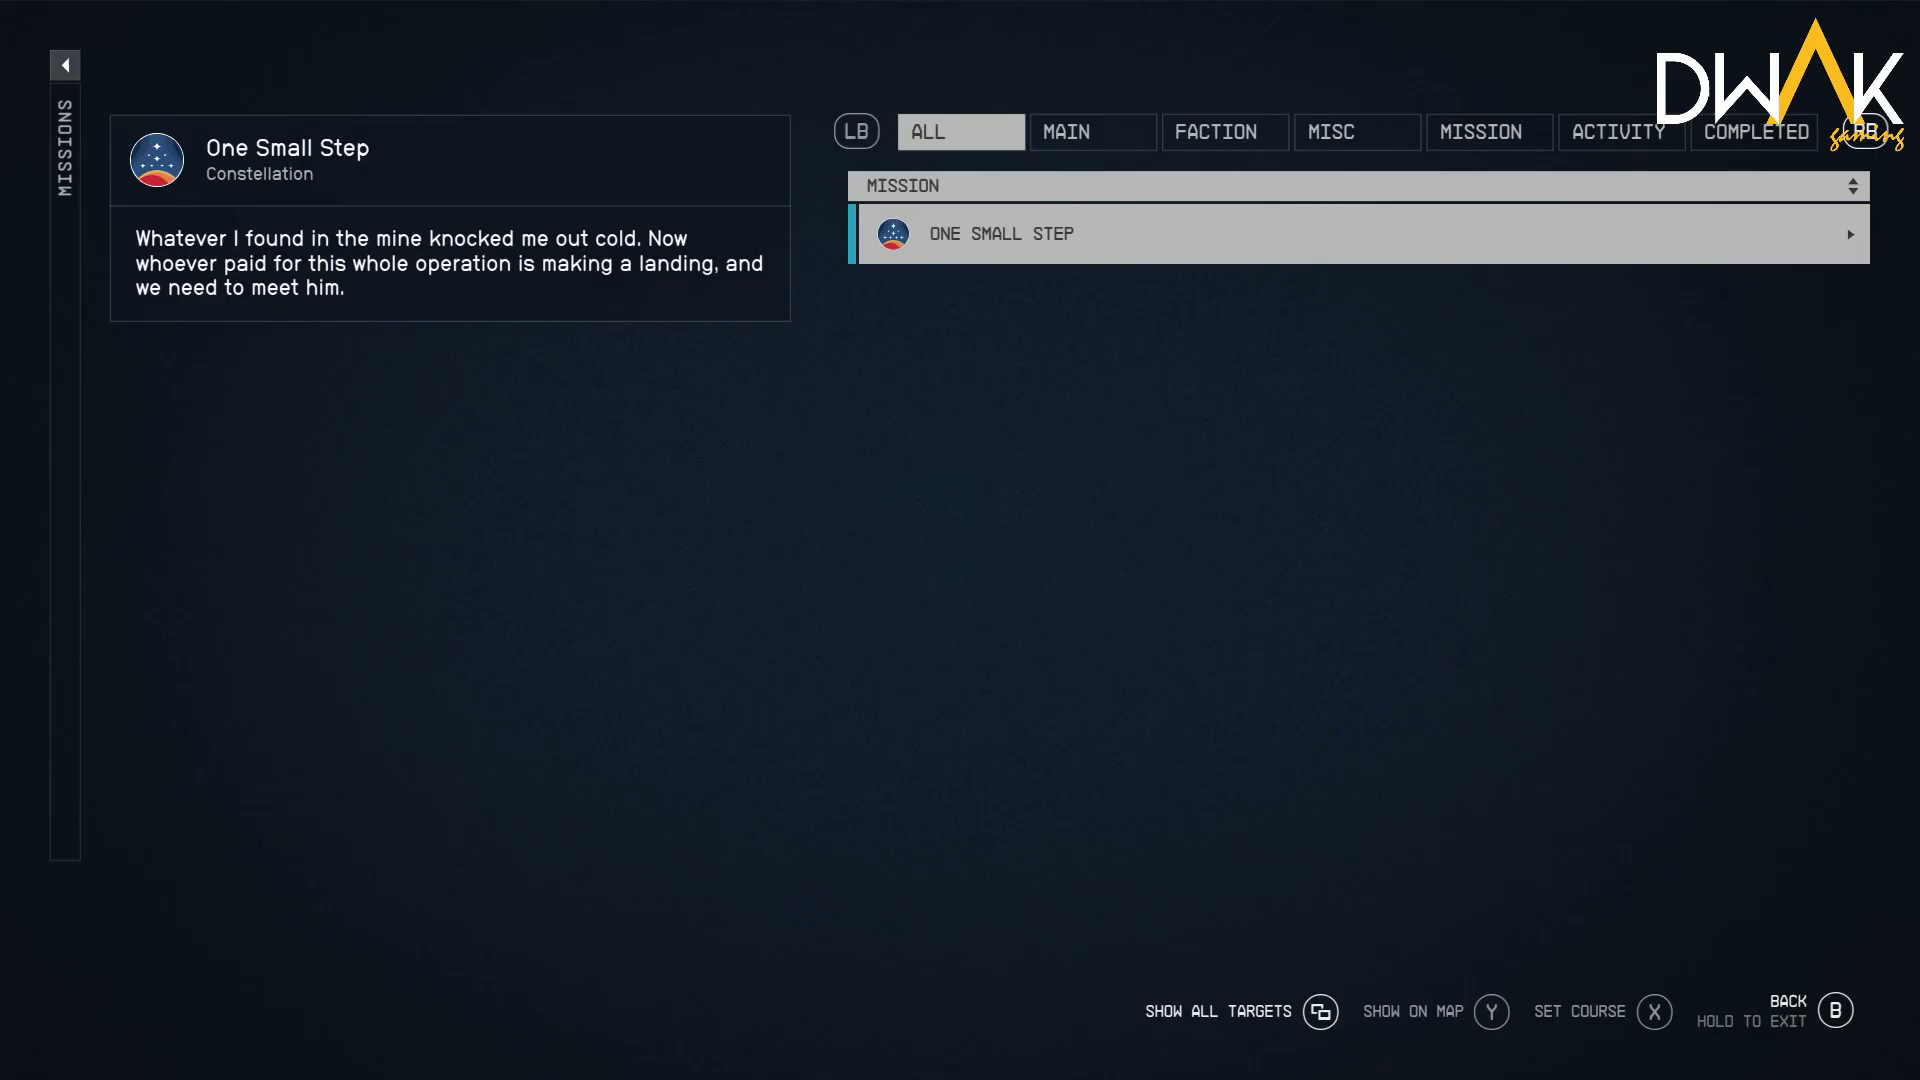 MISSIONS
One Small Step
Constellation
Whatever I found in the mine knocked me out cold. Now
whoever paid for this whole operation is making a landing, and
we need to meet him.
DWAK
gaming
LB
ALL
MAIN
FACTION
MISC
MISSION
ACTIVITY
COMPLETED
RB
MISSION
ONE SMALL STEP
SHOW ALL TARGETS
SHOW ON MAP Y
SET COURSE X
BACK B
HOLD TO EXIT